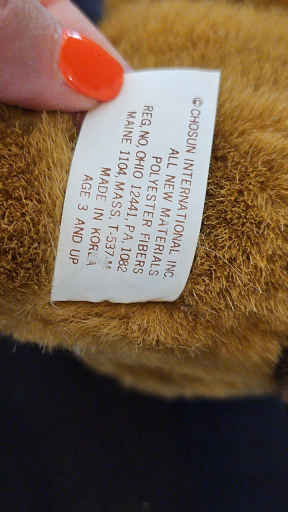 © CHOSUN INTERNATIONAL INC.
ALL NEW MATERIALS
POLYESTER FIBERS
REG. NO, OHIO 12441, PA, 1082
MAINE 1104, MASS, T-537-"
MADE IN KOREA
AGE 3 AND UP